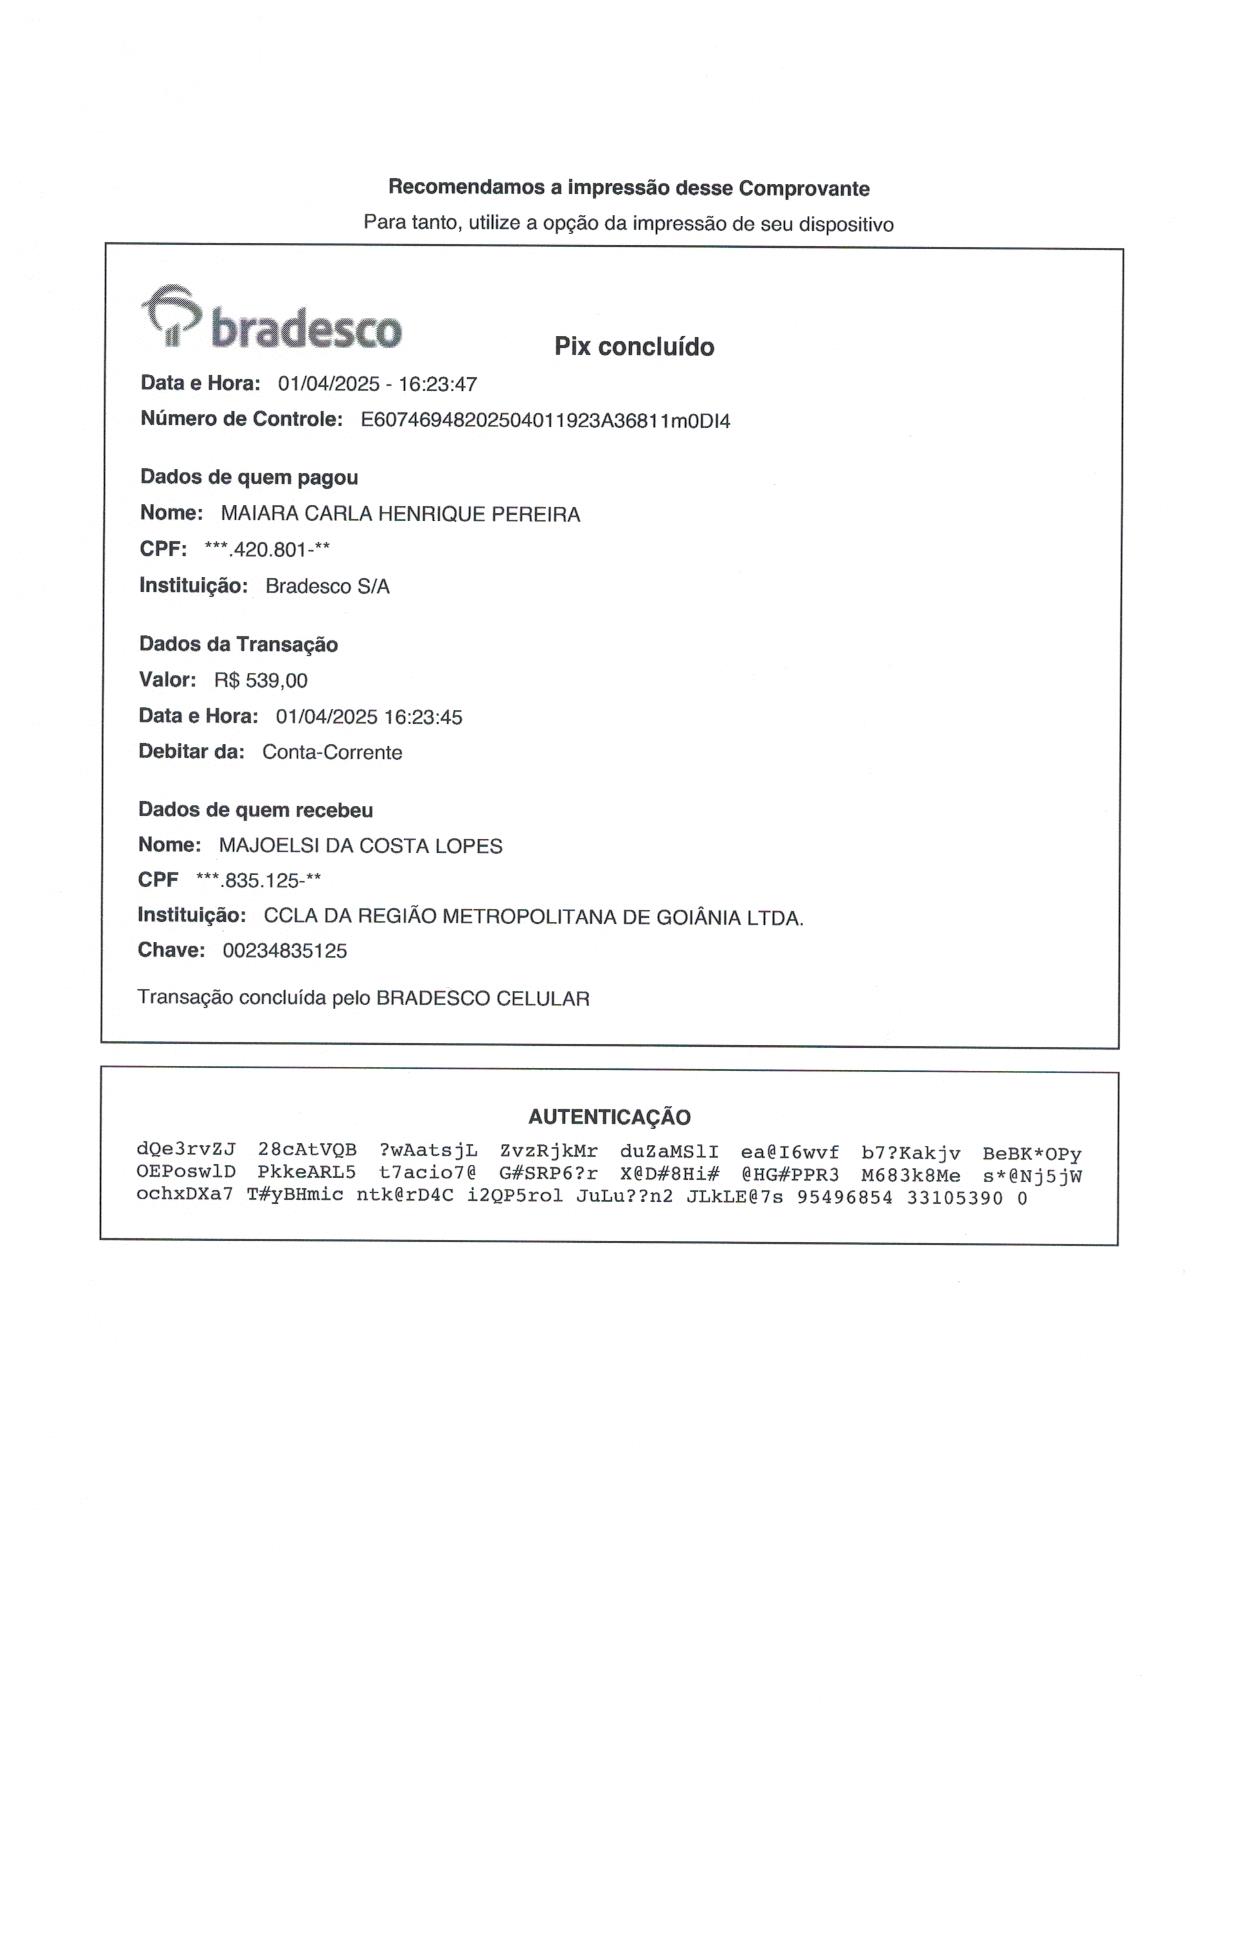 Recomendamos a impressão desse Comprovante
Para tanto, utilize a opção da impressão de seu dispositivo
bradesco
Pix concluído
Data e Hora: 01/04/2025 - 16:23:47
Número de Controle: E60746948202504011923A36811m0DI4
Dados de quem pagou
Nome: MAIARA CARLA HENRIQUE PEREIRA
CPF: ***.420.801-**
Instituição: Bradesco S/A
Dados da Transação
Valor: R$ 539,00
Data e Hora: 01/04/2025 16:23:45
Debitar da: Conta-Corrente
Dados de quem recebeu
Nome: MAJOELSI DA COSTA LOPES
CPF ***.835.125-**
Instituição: CCLA DA REGIÃO METROPOLITANA DE GOIÂNIA LTDA.
Chave: 00234835125
Transação concluída pelo BRADESCO CELULAR
AUTENTICAÇÃO
dQe3rvZJ 28cAtVQB ?wAatsjL ZvzRjkMr duZaMSlI ea@I6wvf b7?Kakjv BeBK*OPy
OEPoswlD PkkeARL5 t7acio7@ G#SRP6?r X@D#8Hi# @HG#PPR3 M683k8Me s*@Nj5jW
ochxDXa7 T#yBHmic ntk@rD4C i2QP5rol JuLu??n2 JLkLE@7s 95496854 33105390 0